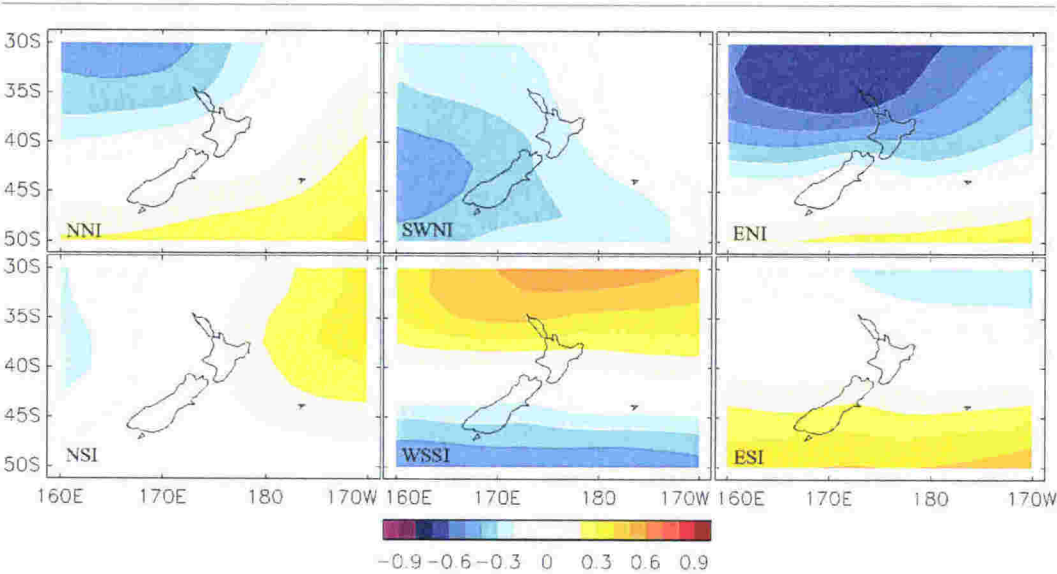 30S
35S
40S
45S
50S
NNI
SWNI
ENI
30S
35S
40S
45S
50S
NSI
WSSI
ESI
160E 170E 180 170W 160E 170E 180 170W 160E 170E 180 170W
-0.9 -0.6 -0.3 0 0.3 0.6 0.9